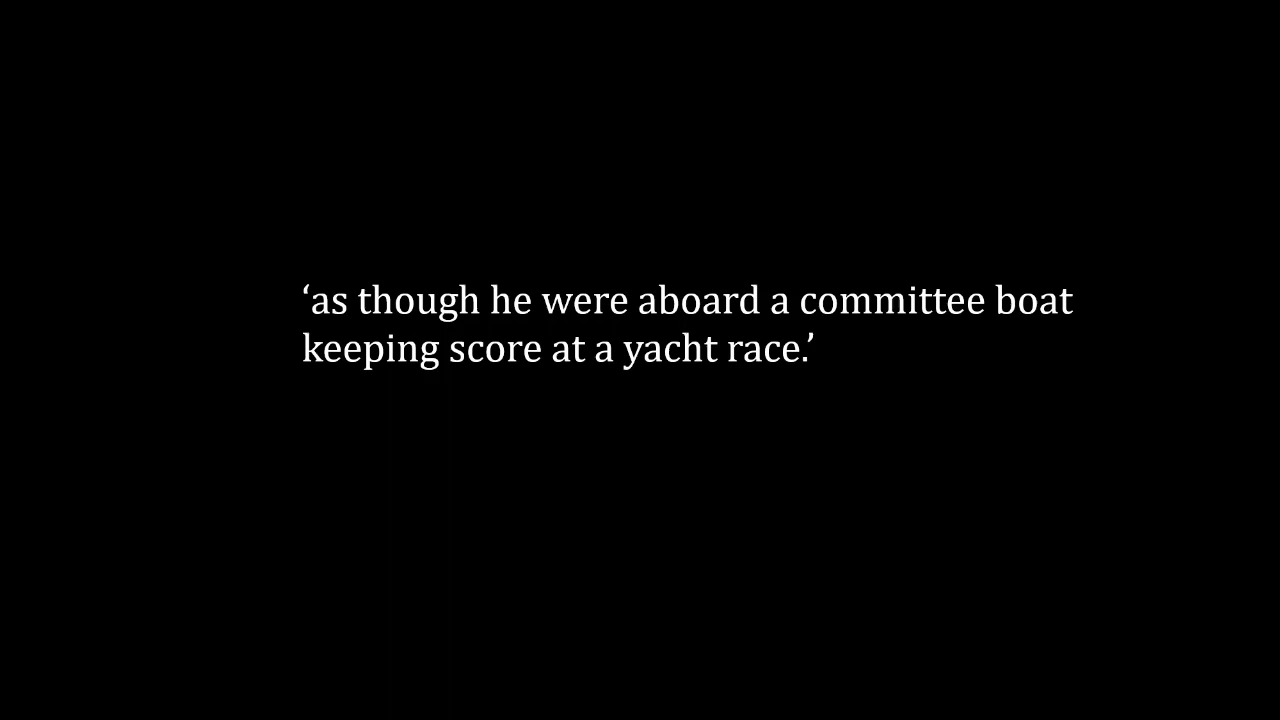 ‘as though he were aboard a committee boat
keeping score at a yacht race.’